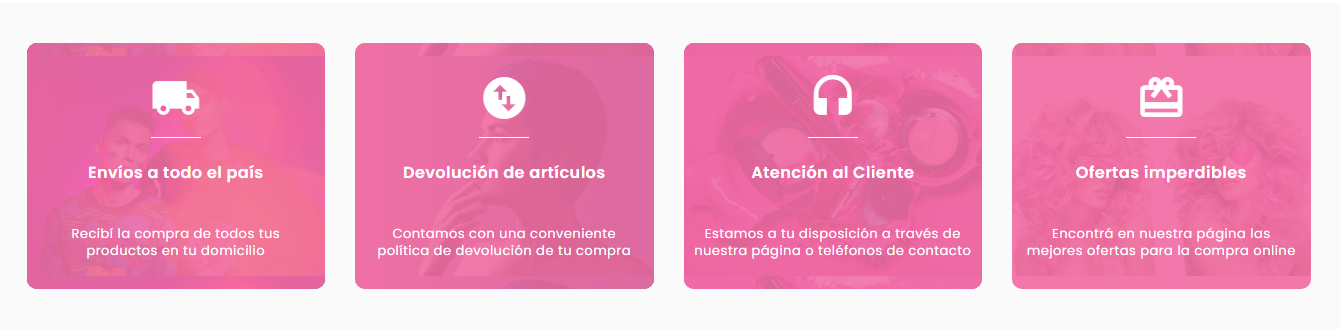 Envíos a todo el país
Recibí la compra de todos tus
productos en tu domicilio
Devolución de artículos
Contamos con una conveniente
política de devolución de tu compra
Atención al Cliente
Estamos a tu disposición a través de
nuestra página o teléfonos de contacto
Ofertas imperdibles
Encontrá en nuestra página las
mejores ofertas para la compra online